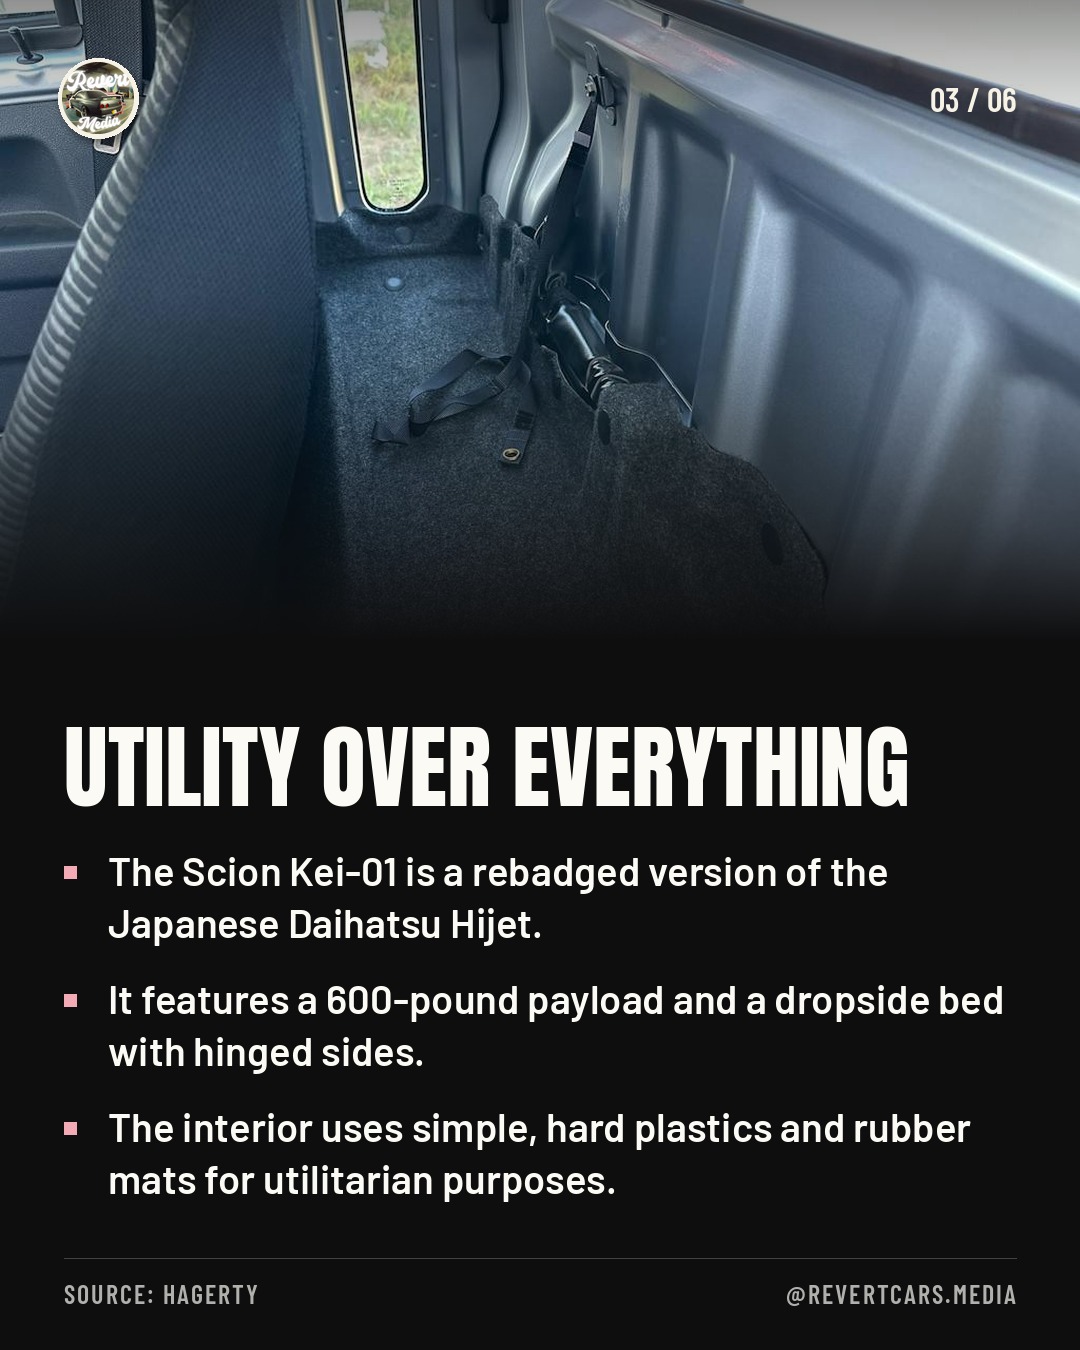 Revert
Media
03 / 06
UTILITY OVER EVERYTHING
The Scion Kei-01 is a rebadged version of the
Japanese Daihatsu Hijet.
It features a 600-pound payload and a dropside bed
with hinged sides.
The interior uses simple, hard plastics and rubber
mats for utilitarian purposes.
SOURCE: HAGERTY
@REVERTCARS.MEDIA